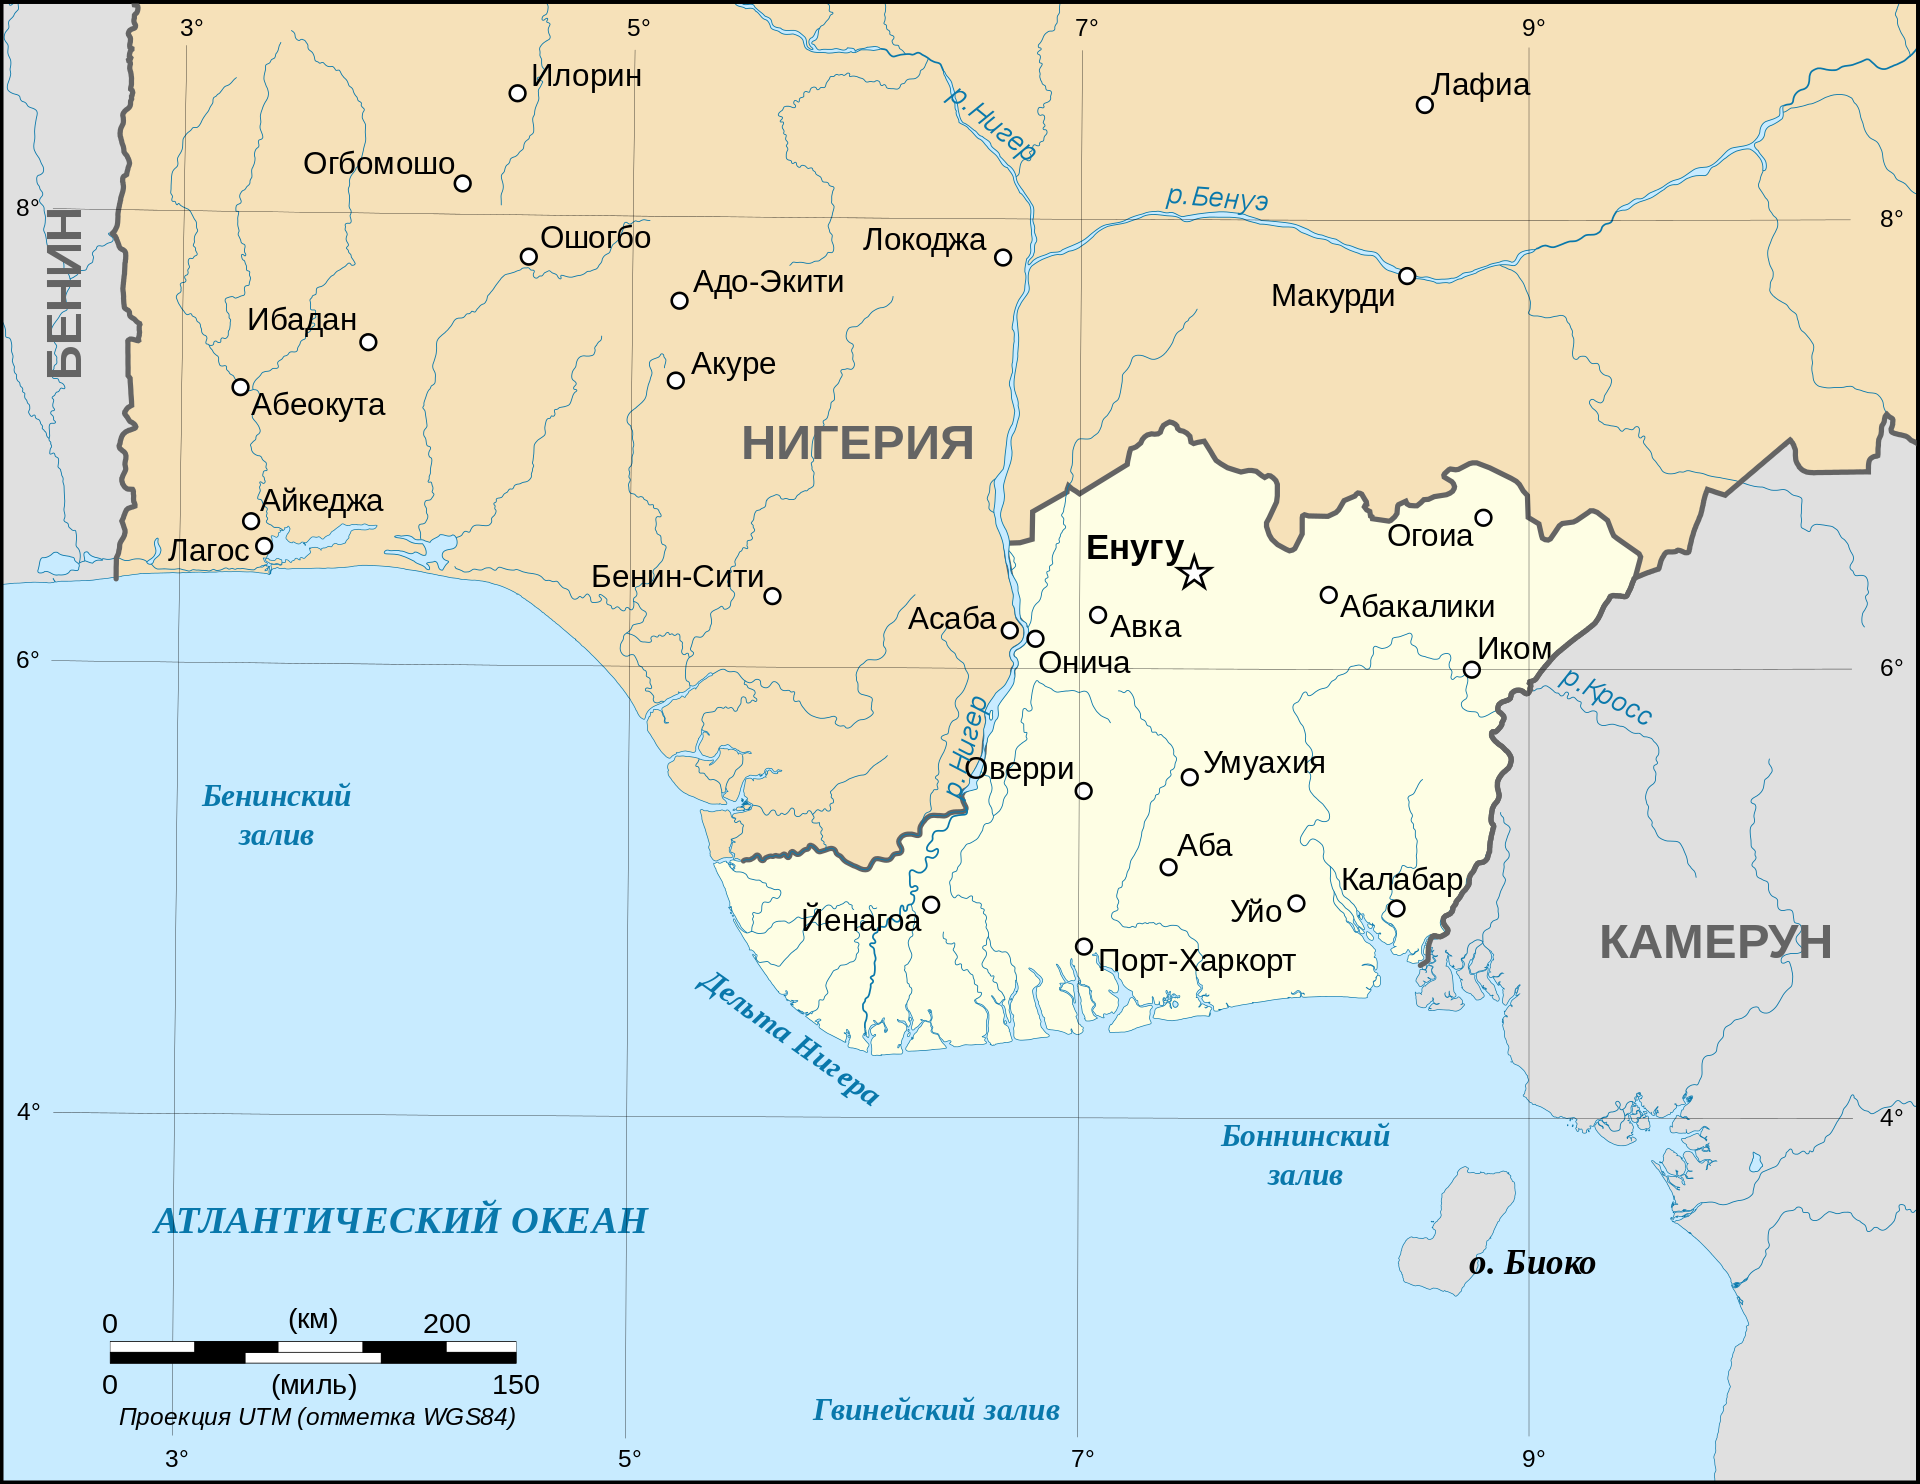 3°
5°
7°
9°
Илорин
Лафиа
р.Нигер
Огбомошо
р.Бенуэ
8°
8°
БЕНИН
Ошогбо
Локоджа
Адо-Экити
Макурди
Ибадан
Акуре
Абеокута
НИГЕРИЯ
Айкеджа
Огоиа
Лагос
Енугу
Бенин-Сити
Абакалики
Асаба
Авка
Иком
Онича
6°
6°
р.Кросс
р.Нигер
Оверри
Умуахия
Бенинский
залив
Аба
Калабар
Йенагоа
Уйо
КАМЕРУН
Порт-Харкорт
Дельта Нигера
4°
4°
Боннинский
залив
АТЛАНТИЧЕСКИЙ ОКЕАН
о. Биоко
0 (км) 200
0 (миль) 150
Проекция UTM (отметка WGS84)
Гвинейский залив
3°
5°
7°
9°